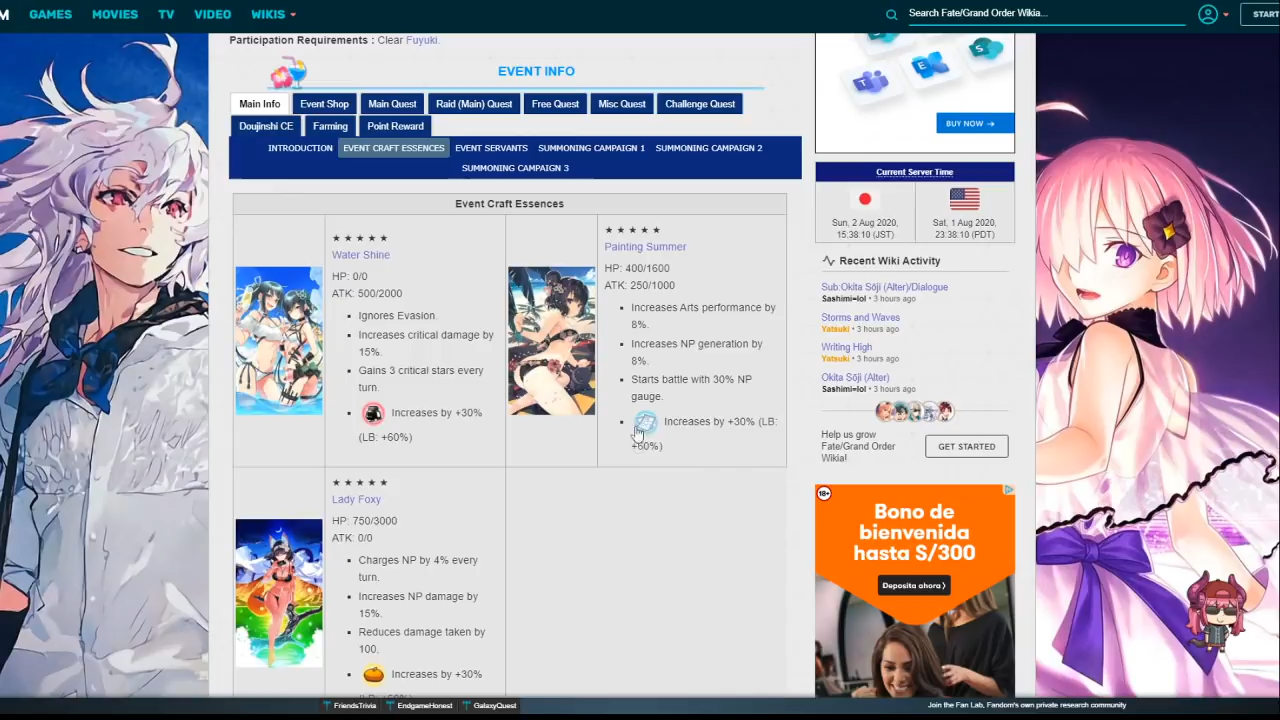 M GAMES MOVIES TV VIDEO WIKIS Search Fate/Grand Order Wikia... START
Participation Requirements : Clear Fuyuki.
EVENT INFO
Main Info Event Shop Main Quest Raid (Main) Quest Free Quest Misc Quest Challenge Quest
Doujinshi CE Farming Point Reward
INTRODUCTION EVENT CRAFT ESSENCES EVENT SERVANTS SUMMONING CAMPAIGN 1 SUMMONING CAMPAIGN 2
SUMMONING CAMPAIGN 3
Event Craft Essences
★ ★ ★ ★ ★
Water Shine
HP: 0/0
ATK: 500/2000
Ignores Evasion.
Increases critical damage by
15%.
Gains 3 critical stars every
turn.
Increases by +30%
(LB: +60%)
★ ★ ★ ★ ★
Painting Summer
HP: 400/1600
ATK: 250/1000
Increases Arts performance by
8%.
Increases NP generation by
8%.
Starts battle with 30% NP
gauge.
Increases by +30% (LB:
+60%)
★ ★ ★ ★ ★
Lady Foxy
HP: 750/3000
ATK: 0/0
Charges NP by 4% every
turn.
Increases NP damage by
15%.
Reduces damage taken by
100.
Increases by +30%
BUY NOW →
Current Server Time
Sun, 2 Aug 2020,
15:38:10 (JST)
Sat, 1 Aug 2020,
23:38:10 (PDT)
Recent Wiki Activity
Sub:Okita Sōji (Alter)/Dialogue
Sashimi=lol • 3 hours ago
Storms and Waves
Yatsuki • 3 hours ago
Writing High
Yatsuki • 3 hours ago
Okita Sōji (Alter)
Sashimi=lol • 3 hours ago
Help us grow
Fate/Grand Order
Wikia!
GET STARTED
18+
Bono de
bienvenida
hasta S/300
Deposita ahora ❯
FriendsTrivia EndgameHonest GalaxyQuest Join the Fan Lab, Fandom's own private research community